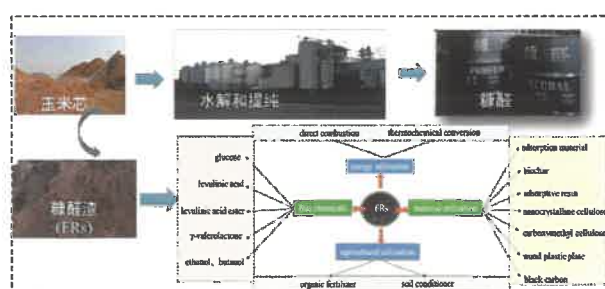 玉米芯
水解和提纯
糠醛
糠醛渣
(FRs)
direct combustion
thermochemical conversion
glucose
levulinic acid
levulinic acid ester
γ-valerolactone
ethanol、butanol
FRs
organic fertilizer
soil conditioner
adsorption material
biochar
adsorptive resin
nanocrystalline cellulose
carboxymethyl cellulose
wood plastic plate
black carbon